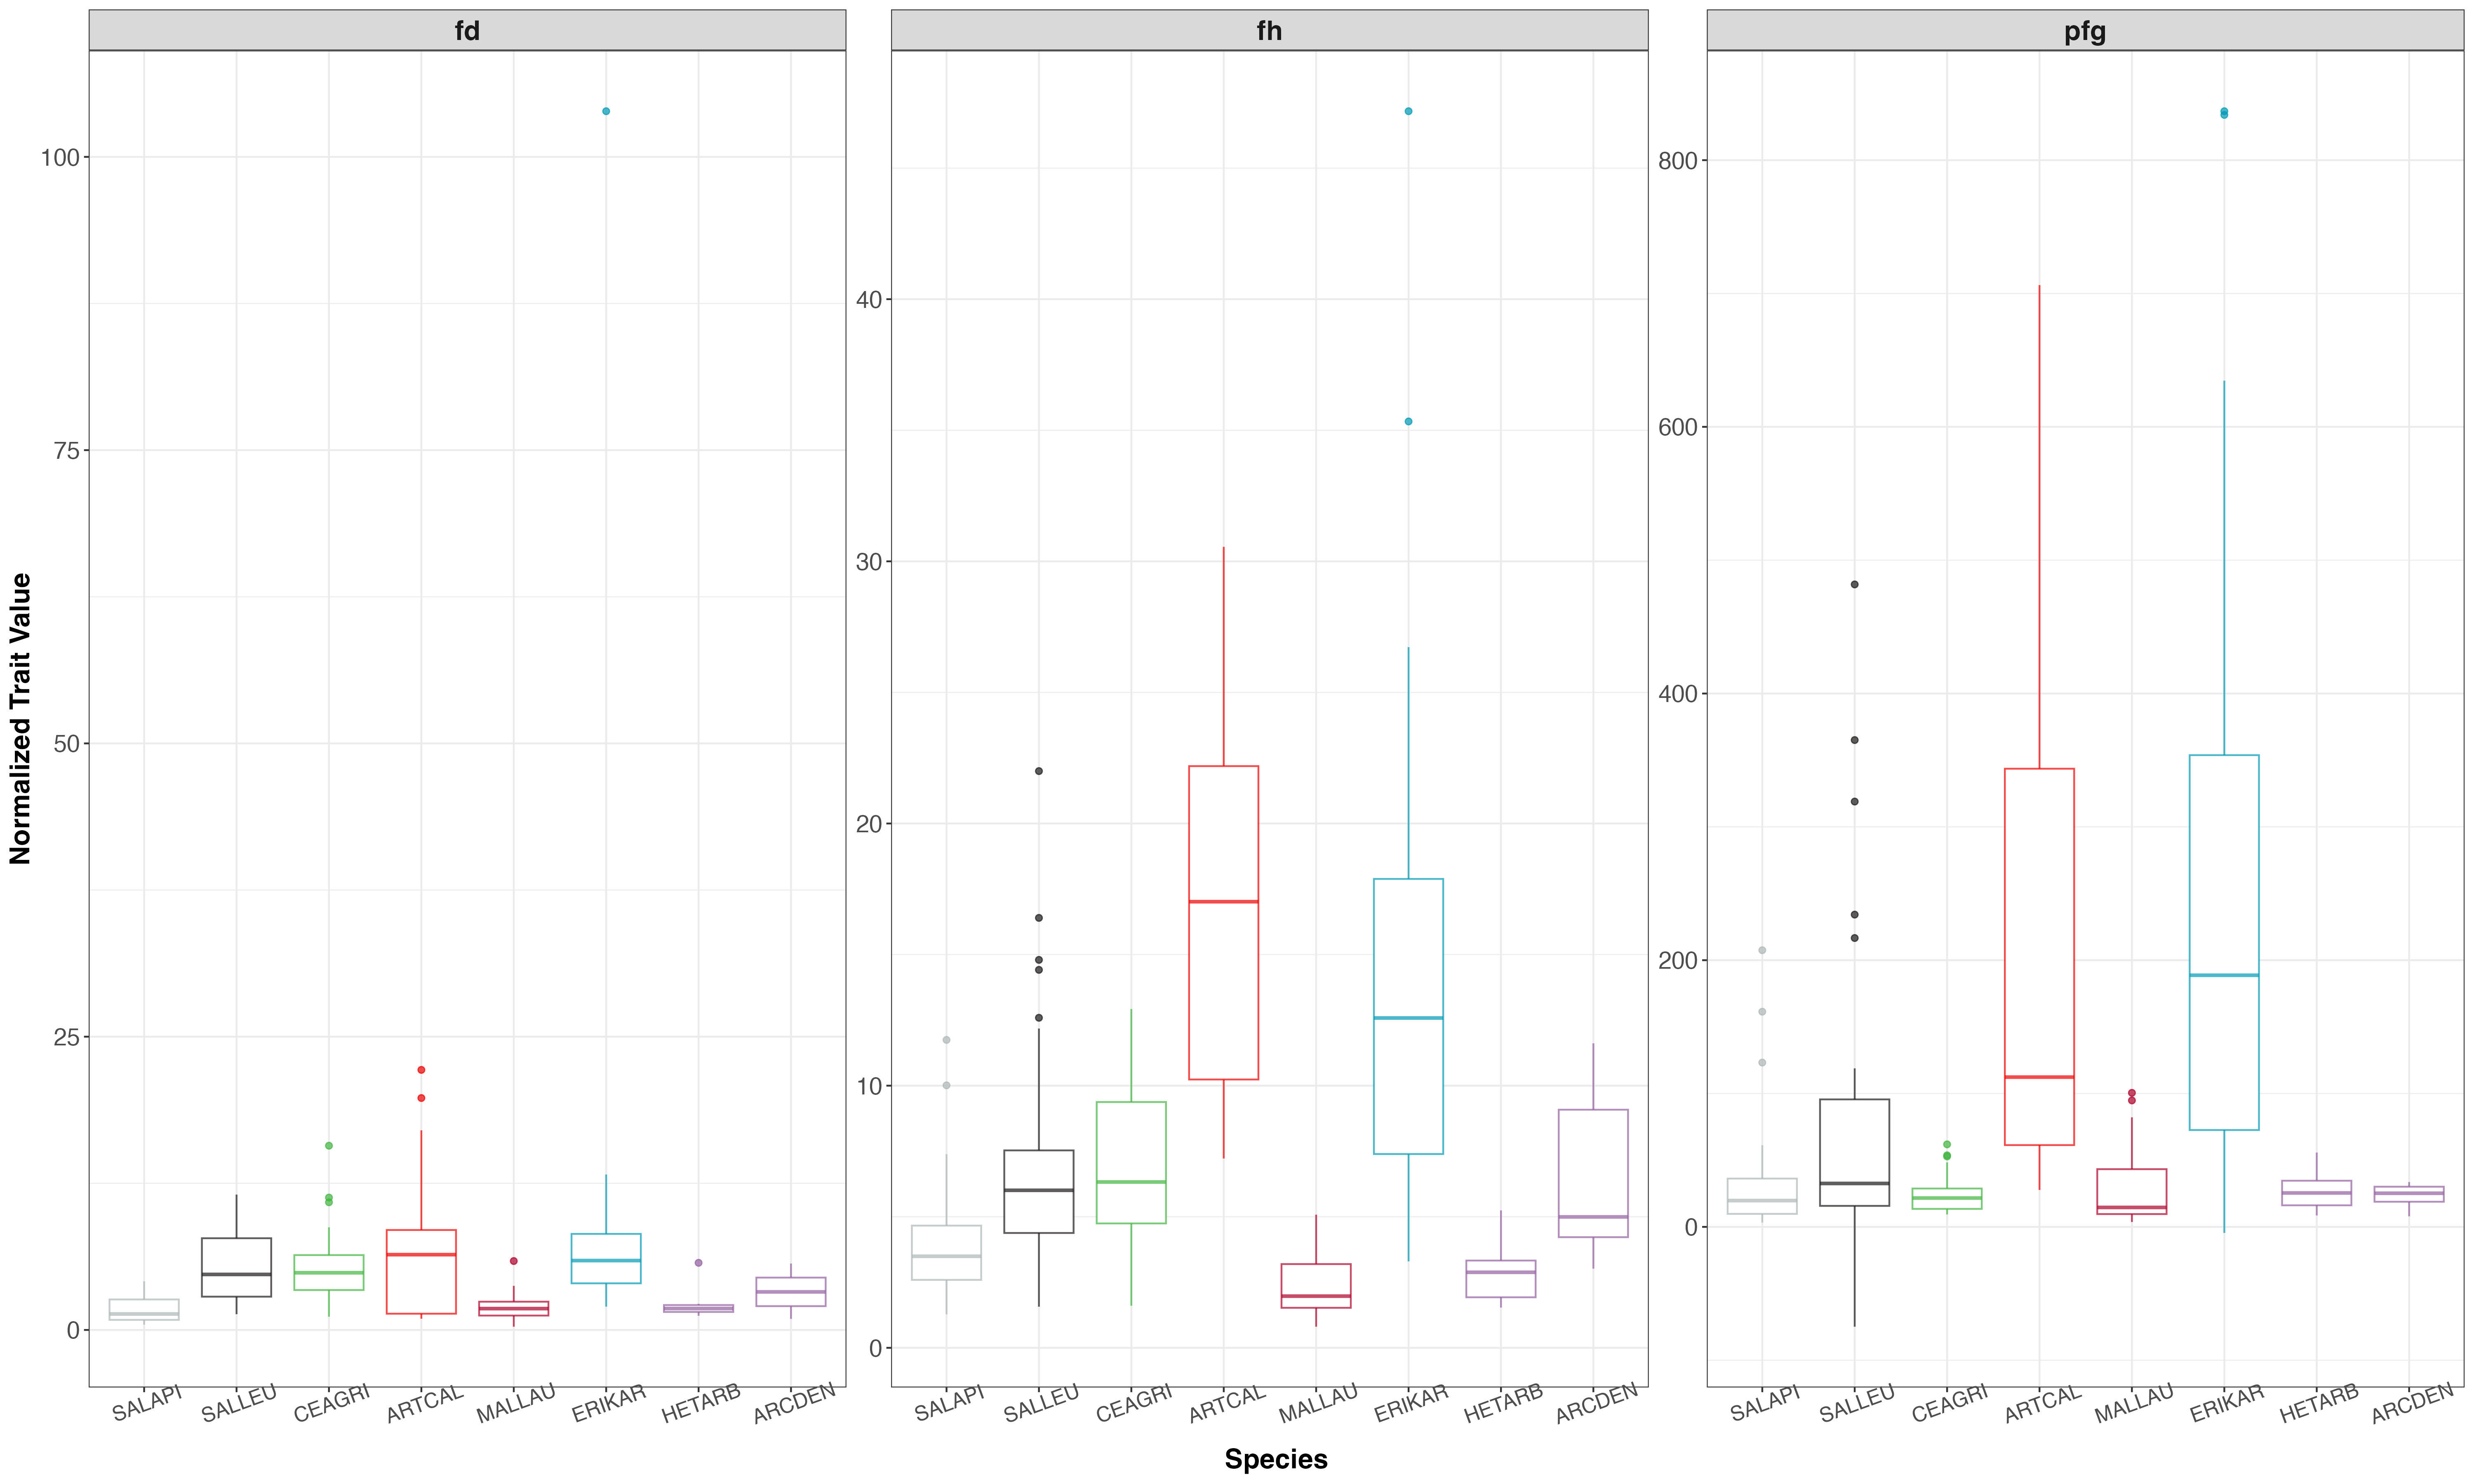 fd fh pfg
Normalized Trait Value
100
75
50
25
0
40
30
20
10
0
800
600
400
200
0
SALAPI SALLEU CEAGRI ARTCAL MALLAU ERIKAR HETARB ARCDEN
SALAPI SALLEU CEAGRI ARTCAL MALLAU ERIKAR HETARB ARCDEN
SALAPI SALLEU CEAGRI ARTCAL MALLAU ERIKAR HETARB ARCDEN
Species